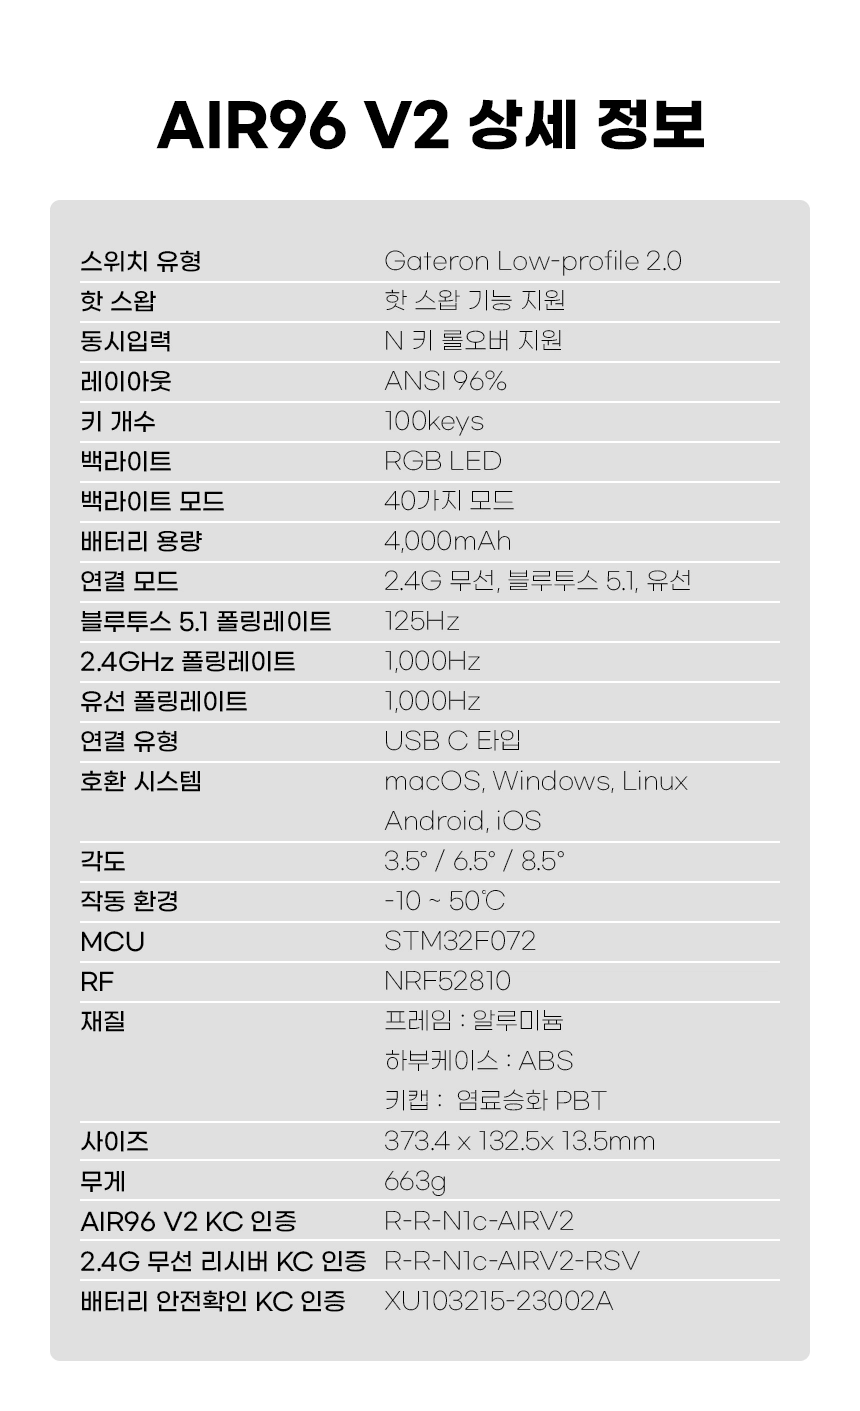 AIR96 V2 상세 정보
스위치 유형 Gateron Low-profile 2.0
핫 스왑 핫 스왑 기능 지원
동시입력 N 키 롤오버 지원
레이아웃 ANSI 96%
키 개수 100keys
백라이트 RGB LED
백라이트 모드 40가지 모드
배터리 용량 4,000mAh
연결 모드 2.4G 무선, 블루투스 5.1, 유선
블루투스 5.1 폴링레이트 125Hz
2.4GHz 폴링레이트 1,000Hz
유선 폴링레이트 1,000Hz
연결 유형 USB C 타입
호환 시스템 macOS, Windows, Linux
Android, iOS
각도 3.5° / 6.5° / 8.5°
작동 환경 -10 ~ 50℃
MCU STM32F072
RF NRF52810
재질 프레임 : 알루미늄
하부케이스 : ABS
키캡 : 염료승화 PBT
사이즈 373.4 x 132.5x 13.5mm
무게 663g
AIR96 V2 KC 인증 R-R-N1c-AIRV2
2.4G 무선 리시버 KC 인증 R-R-N1c-AIRV2-RSV
배터리 안전확인 KC 인증 XU103215-23002A